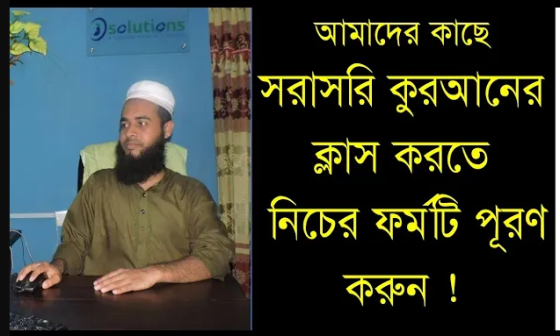 solutions
আমাদের কাছে
সরাসরি কুরআনের
ক্লাস করতে
নিচের ফর্মটি পূরণ
করুন !